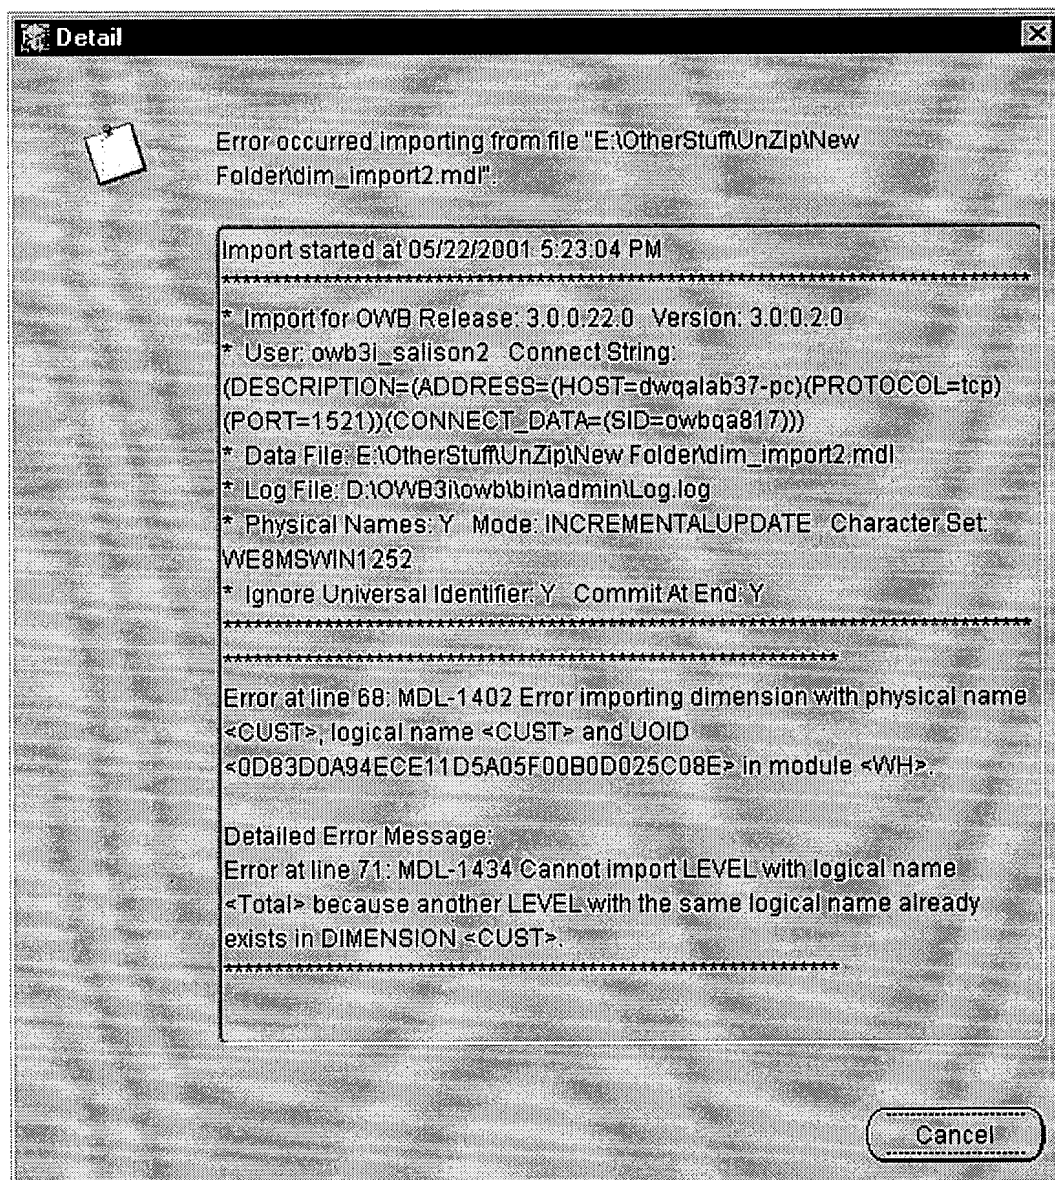 Detail
Error occurred importing from file "E:\OtherStuff\UnZip\New
Folder\dim_import2.mdl".
Import started at 05/22/2001 5:23:04 PM
********************************************************************************
* Import for OWB Release: 3.0.0.22.0 Version: 3.0.0.2.0
* User: owb3i_salison2 Connect String:
(DESCRIPTION=(ADDRESS=(HOST=dwqalab37-pc)(PROTOCOL=tcp)
(PORT=1521))(CONNECT_DATA=(SID=owbqa817)))
* Data File: E:\OtherStuff\UnZip\New Folder\dim_import2.mdl
* Log File: D:\OWB3i\owb\bin\admin\Log.log
* Physical Names: Y Mode: INCREMENTALUPDATE Character Set:
WE8MSWIN1252
* Ignore Universal Identifier: Y Commit At End: Y
********************************************************************************
*************************************************************
Error at line 68: MDL-1402 Error importing dimension with physical name
<CUST>, logical name <CUST> and UOID
<0D83D0A94ECE11D5A05F00B0D025C08E> in module <WH>.
Detailed Error Message:
Error at line 71: MDL-1434 Cannot import LEVEL with logical name
<Total> because another LEVEL with the same logical name already
exists in DIMENSION <CUST>.
*************************************************************
Cancel